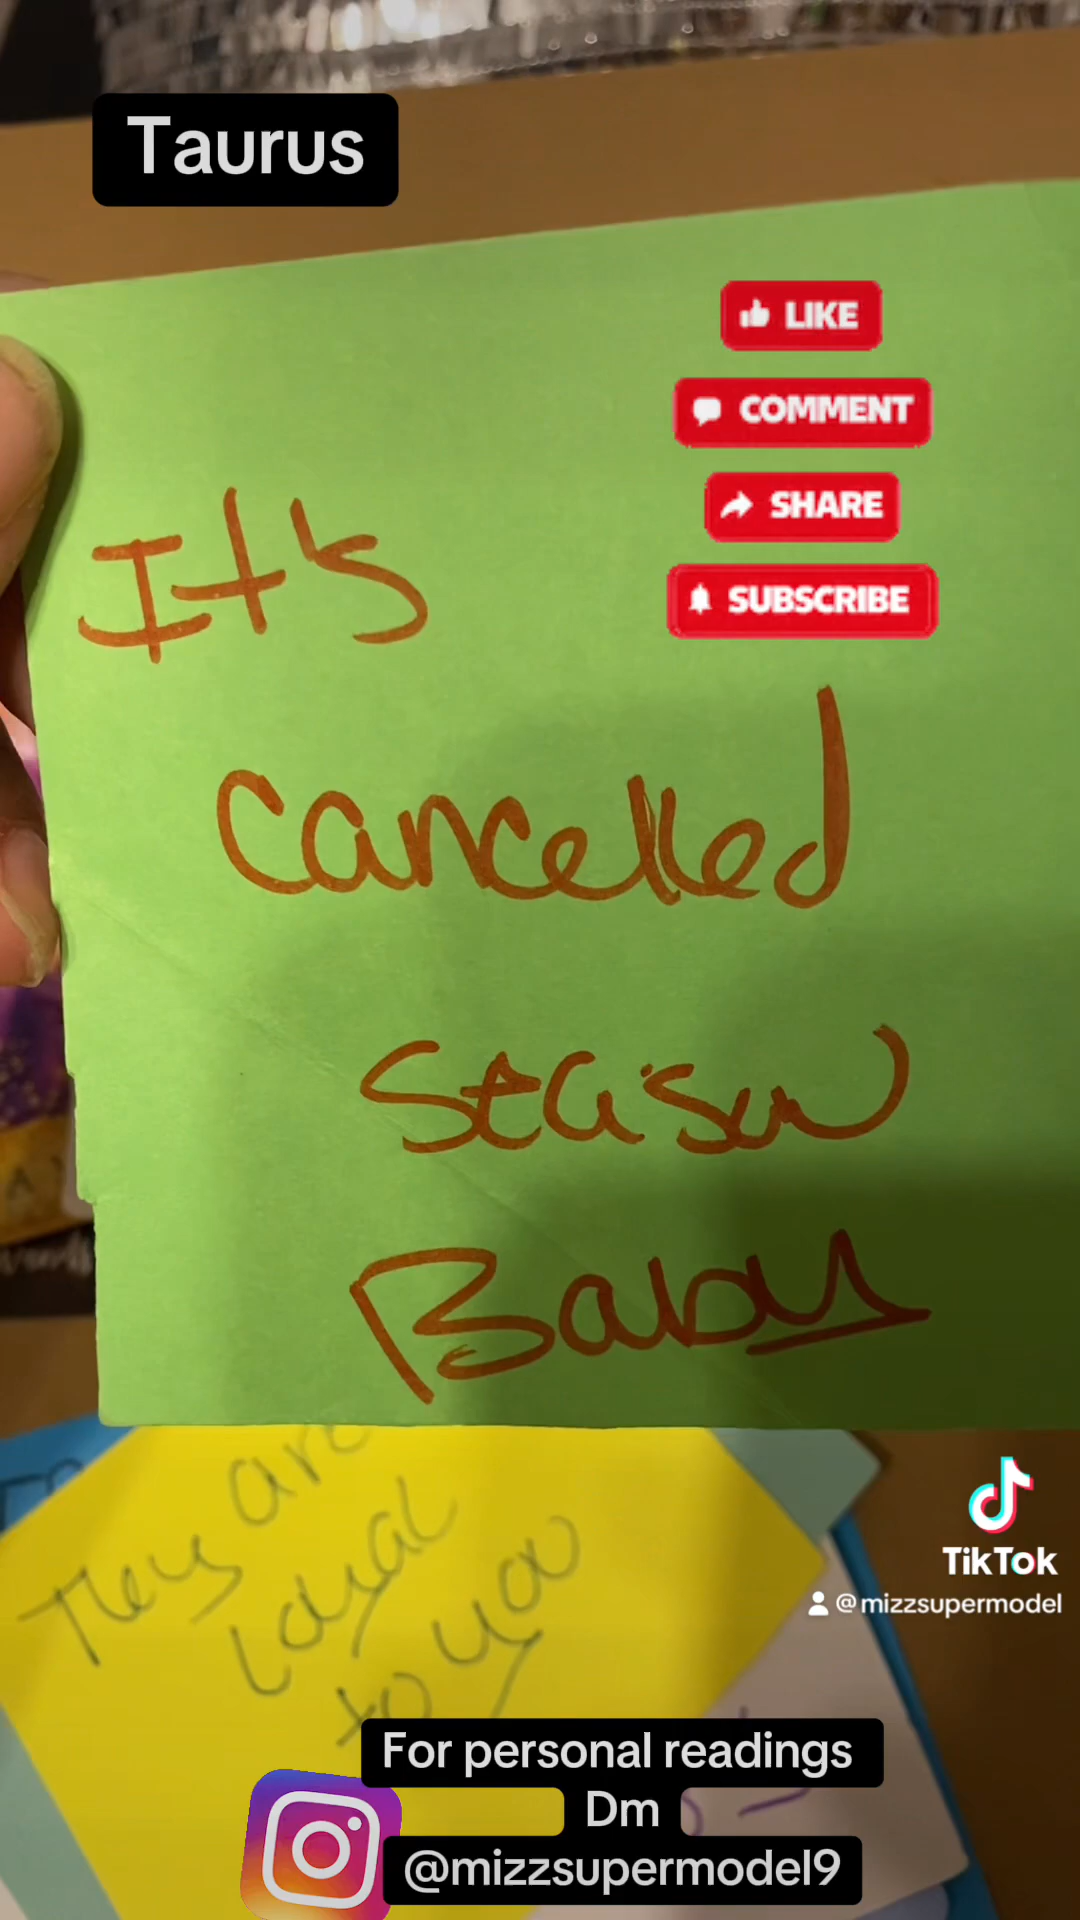 Taurus
LIKE
COMMENT
SHARE
SUBSCRIBE
It's
cancelled
Baby
They are
Loyal
to you
TikTok
@mizzsupermodel
For personal readings
Dm
@mizzsupermodel9